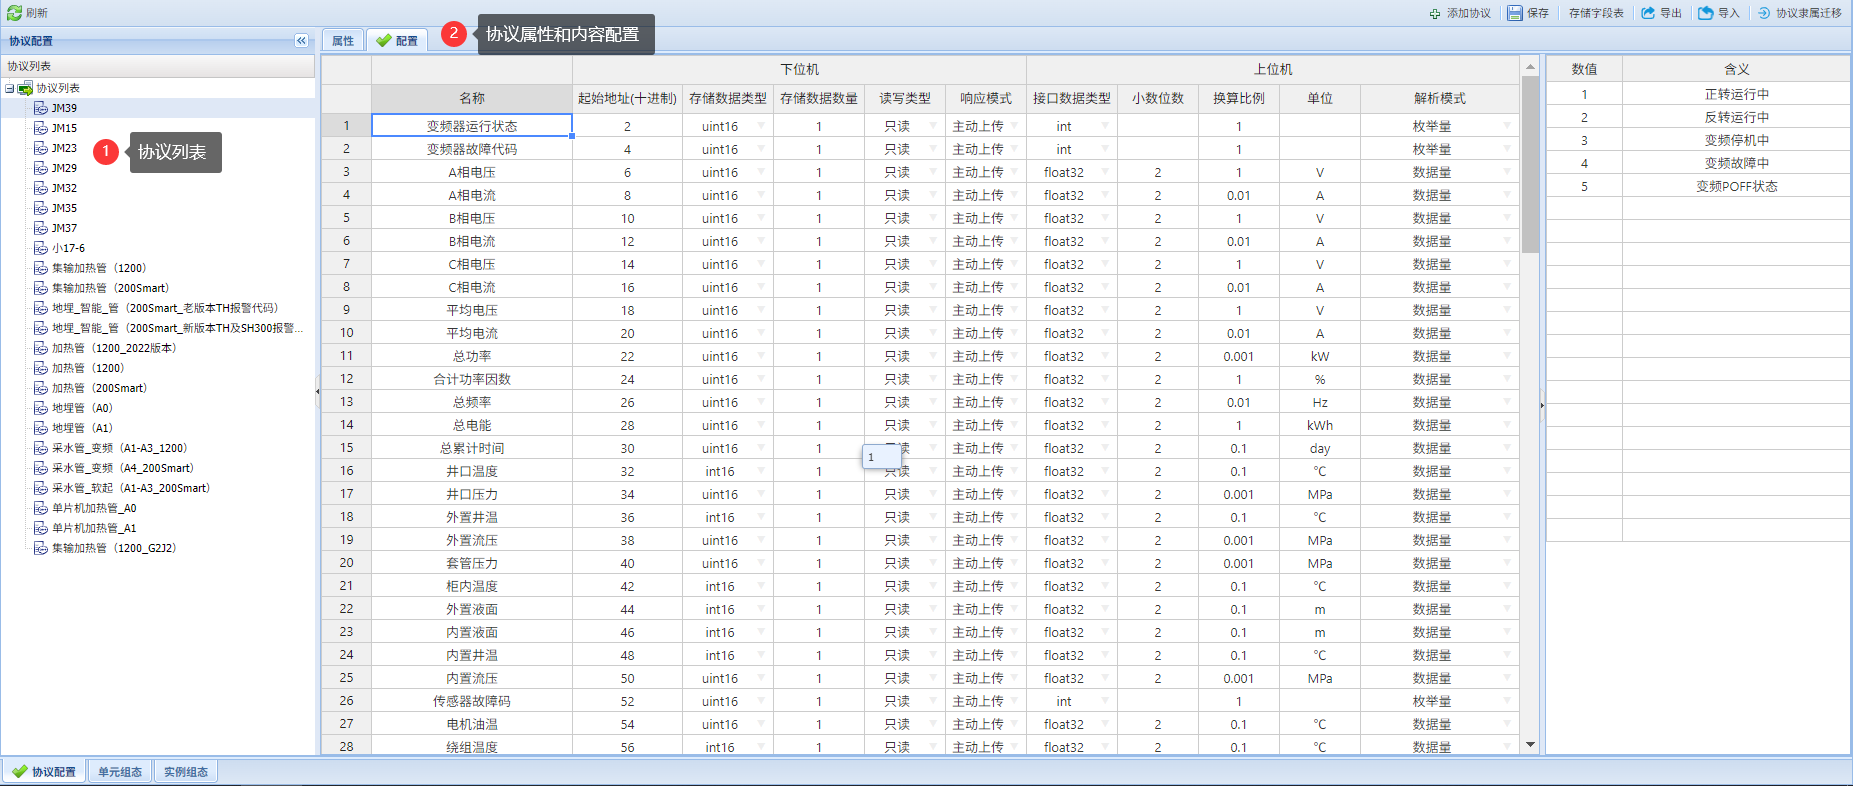 刷新
添加协议 保存 存储字段表 导出 导入 协议隶属迁移
协议配置
属性 配置
2 协议属性和内容配置
协议列表
协议列表
JM39
JM15
JM23
JM29
JM32
JM35
JM37
小17-6
集输加热管（1200）
集输加热管（200Smart）
地埋_智能_管（200Smart_老版本TH报警代码）
地埋_智能_管（200Smart_新版本TH及SH300报警...
加热管（1200_2022版本）
加热管（1200）
加热管（200Smart）
地埋管（A0）
地埋管（A1）
采水管_变频（A1-A3_1200）
采水管_变频（A4_200Smart）
采水管_软起（A1-A3_200Smart）
单片机加热管_A0
单片机加热管_A1
集输加热管（1200_G2J2）
1 协议列表
下位机 上位机
名称 起始地址(十进制) 存储数据类型 存储数据数量 读写类型 响应模式 接口数据类型 小数位数 换算比例 单位 解析模式
1 变频器运行状态 2 uint16 1 只读 主动上传 int 1 枚举量
2 变频器故障代码 4 uint16 1 只读 主动上传 int 1 枚举量
3 A相电压 6 uint16 1 只读 主动上传 float32 2 1 V 数据量
4 A相电流 8 uint16 1 只读 主动上传 float32 2 0.01 A 数据量
5 B相电压 10 uint16 1 只读 主动上传 float32 2 1 V 数据量
6 B相电流 12 uint16 1 只读 主动上传 float32 2 0.01 A 数据量
7 C相电压 14 uint16 1 只读 主动上传 float32 2 1 V 数据量
8 C相电流 16 uint16 1 只读 主动上传 float32 2 0.01 A 数据量
9 平均电压 18 uint16 1 只读 主动上传 float32 2 1 V 数据量
10 平均电流 20 uint16 1 只读 主动上传 float32 2 0.01 A 数据量
11 总功率 22 uint16 1 只读 主动上传 float32 2 0.001 kW 数据量
12 合计功率因数 24 uint16 1 只读 主动上传 float32 2 1 % 数据量
13 总频率 26 uint16 1 只读 主动上传 float32 2 0.01 Hz 数据量
14 总电能 28 uint16 1 只读 主动上传 float32 2 1 kWh 数据量
15 总累计时间 30 uint16 1 读 主动上传 float32 2 0.1 day 数据量
1
16 井口温度 32 int16 1 只读 主动上传 float32 2 0.1 ℃ 数据量
17 井口压力 34 uint16 1 只读 主动上传 float32 2 0.001 MPa 数据量
18 外置井温 36 int16 1 只读 主动上传 float32 2 0.1 ℃ 数据量
19 外置流压 38 uint16 1 只读 主动上传 float32 2 0.001 MPa 数据量
20 套管压力 40 uint16 1 只读 主动上传 float32 2 0.001 MPa 数据量
21 柜内温度 42 int16 1 只读 主动上传 float32 2 0.1 ℃ 数据量
22 外置液面 44 int16 1 只读 主动上传 float32 2 0.1 m 数据量
23 内置液面 46 int16 1 只读 主动上传 float32 2 0.1 m 数据量
24 内置井温 48 int16 1 只读 主动上传 float32 2 0.1 ℃ 数据量
25 内置流压 50 uint16 1 只读 主动上传 float32 2 0.001 MPa 数据量
26 传感器故障码 52 uint16 1 只读 主动上传 int 1 枚举量
27 电机油温 54 uint16 1 只读 主动上传 float32 2 0.1 ℃ 数据量
28 绕组温度 56 int16 1 只读 主动上传 float32 2 0.1 ℃ 数据量
数值 含义
1 正转运行中
2 反转运行中
3 变频停机中
4 变频故障中
5 变频POFF状态
协议配置 单元组态 实例组态